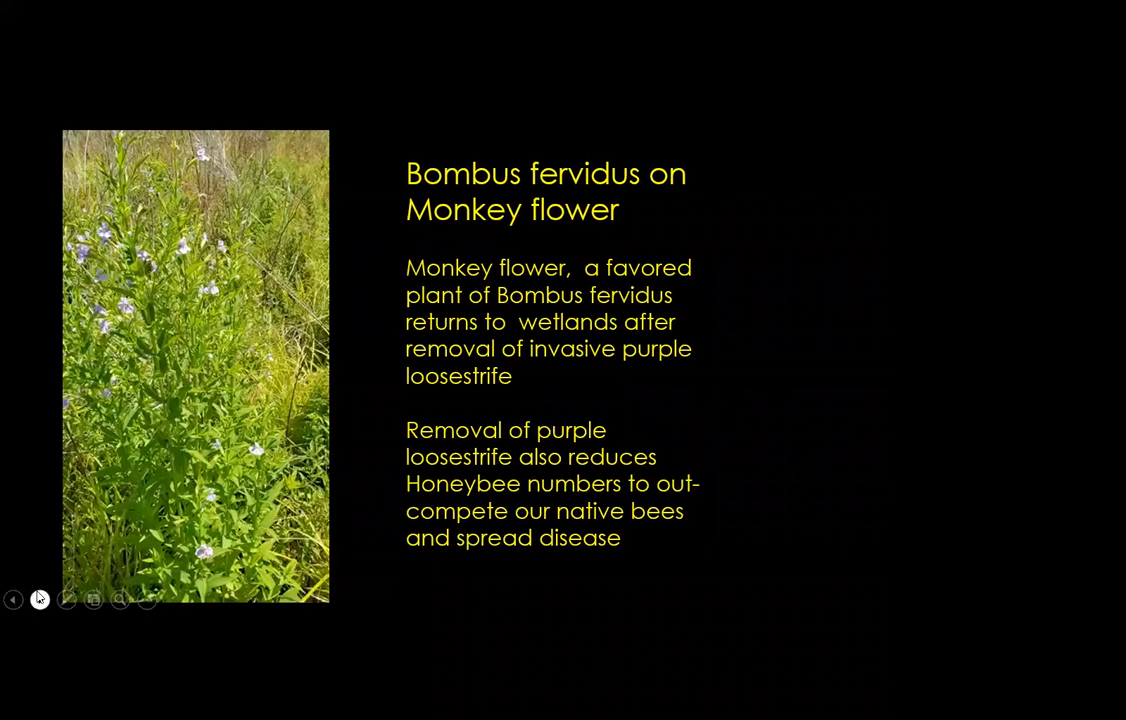 Bombus fervidus on
Monkey flower
Monkey flower,  a favored
plant of Bombus fervidus
returns to  wetlands after
removal of invasive purple
loosestrife
Removal of purple
loosestrife also reduces
Honeybee numbers to out-
compete our native bees
and spread disease